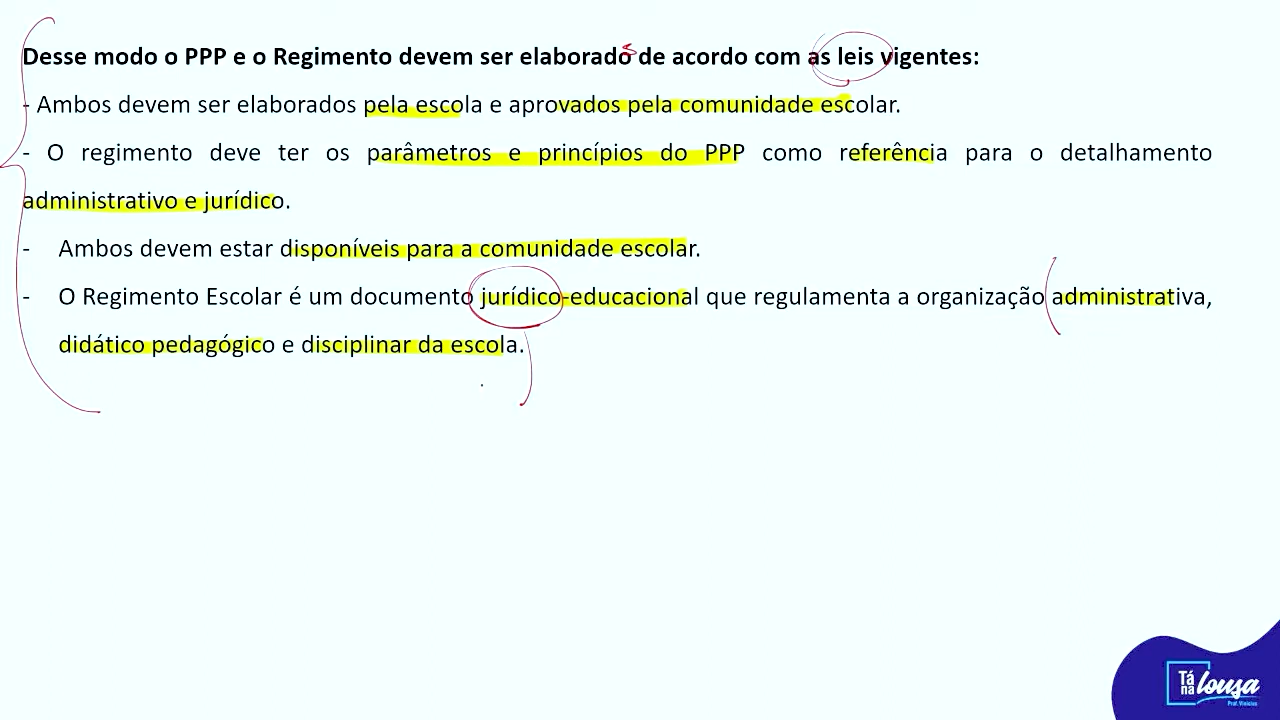 Desse modo o PPP e o Regimento devem ser elaborado de acordo com as leis vigentes:
s
- Ambos devem ser elaborados pela escola e aprovados pela comunidade escolar.
- O regimento deve ter os parâmetros e princípios do PPP como referência para o detalhamento
administrativo e jurídico.
- Ambos devem estar disponíveis para a comunidade escolar.
- O Regimento Escolar é um documento jurídico-educacional que regulamenta a organização administrativa,
didático pedagógico e disciplinar da escola.
Tá
na lousa
Prof. Vinícius